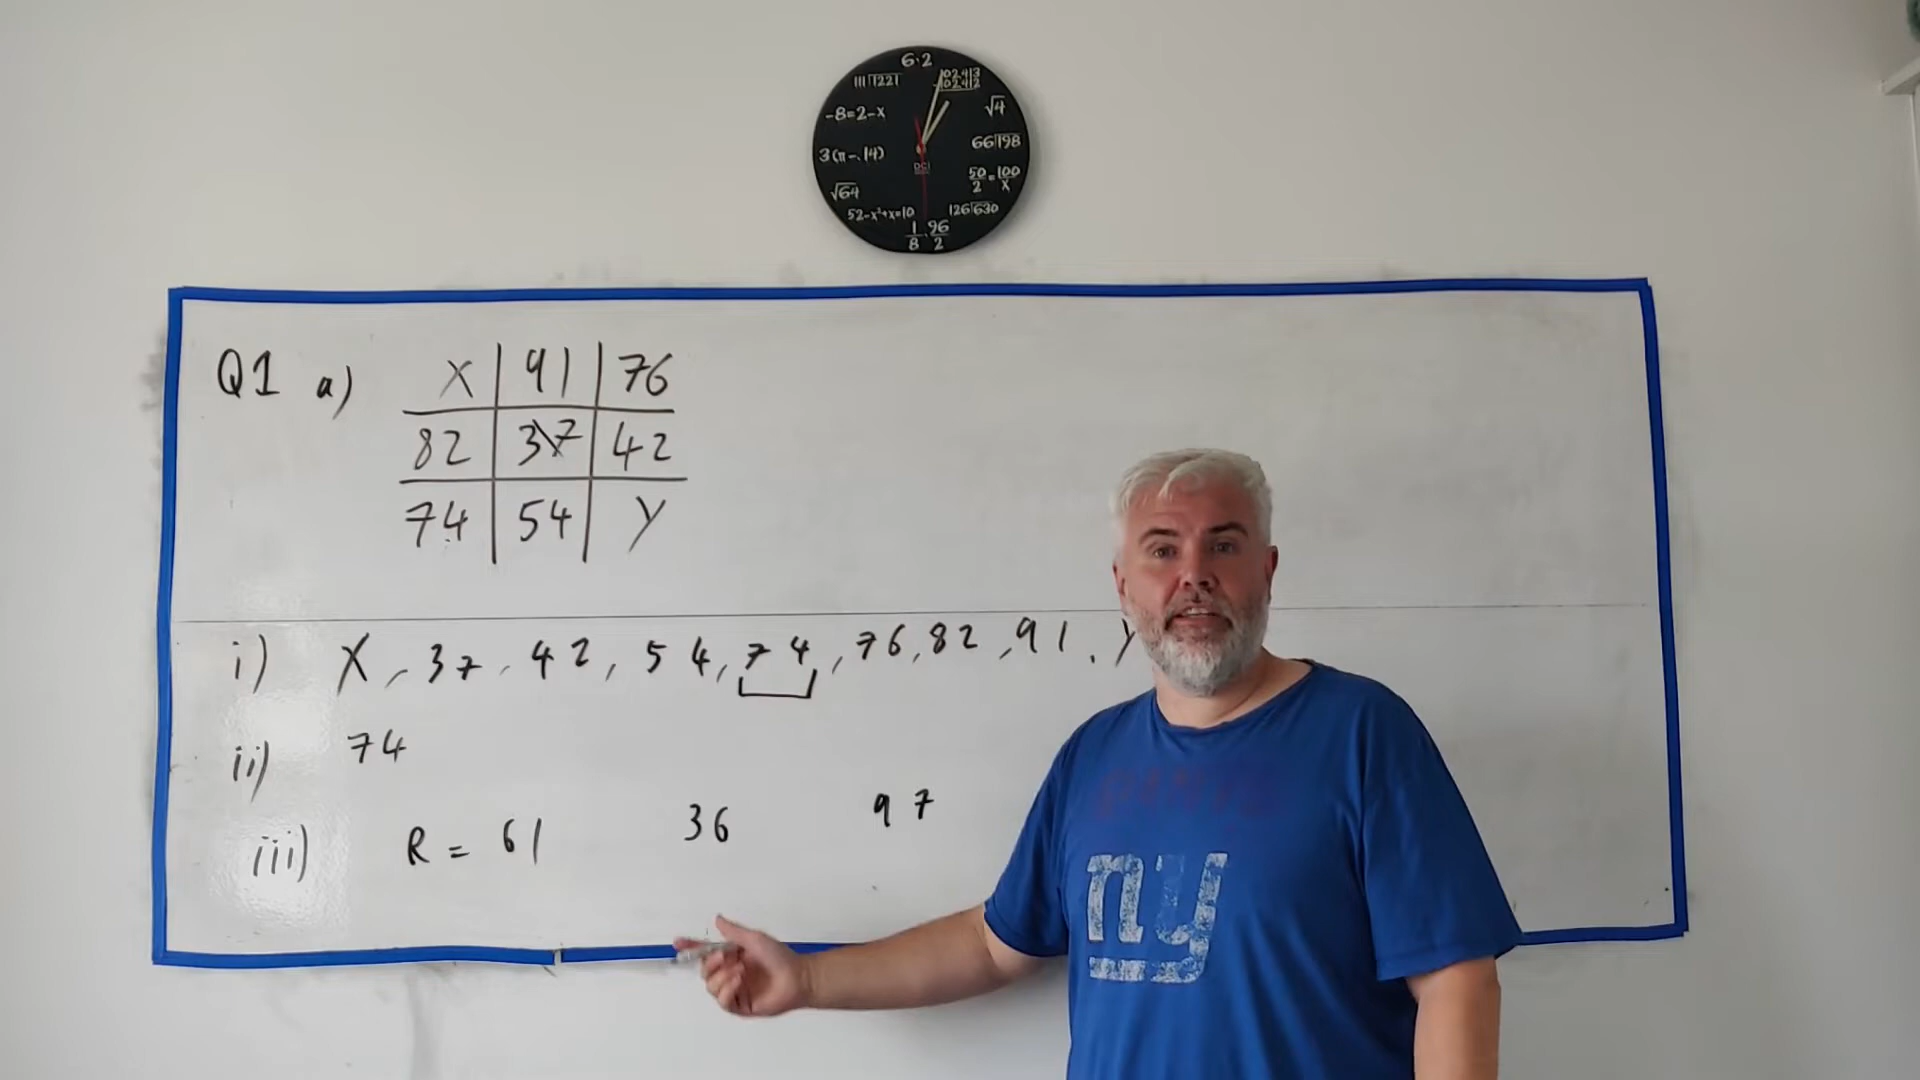 6·2
111⟌1221
102413
-102412
-8=2-x
√4
3(π-.14)
66⟌198
50/2=100/x
√64
52-x²+x=10
126⟌630
1/8·96/2
Q1 a) X 91 76
82 37 42
74 54 Y
i) X, 37, 42, 54, 74, 76, 82, 91, Y
ii) 74
iii) R = 61 36 97
ny